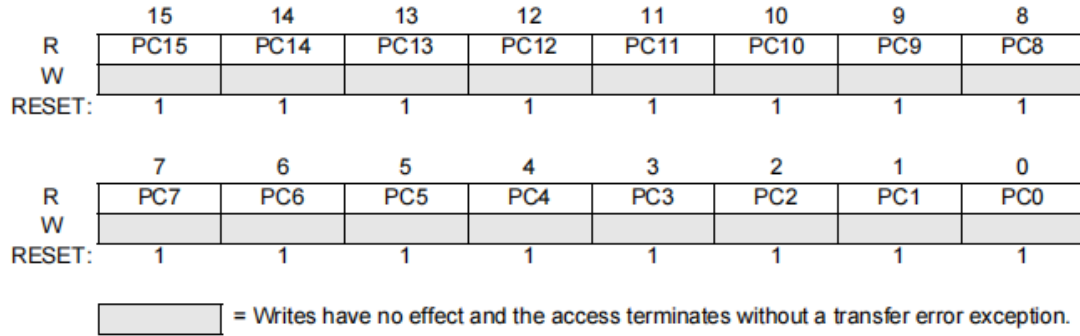 15 14 13 12 11 10 9 8
R PC15 PC14 PC13 PC12 PC11 PC10 PC9 PC8
W
RESET: 1 1 1 1 1 1 1 1
7 6 5 4 3 2 1 0
R PC7 PC6 PC5 PC4 PC3 PC2 PC1 PC0
W
RESET: 1 1 1 1 1 1 1 1
= Writes have no effect and the access terminates without a transfer error exception.